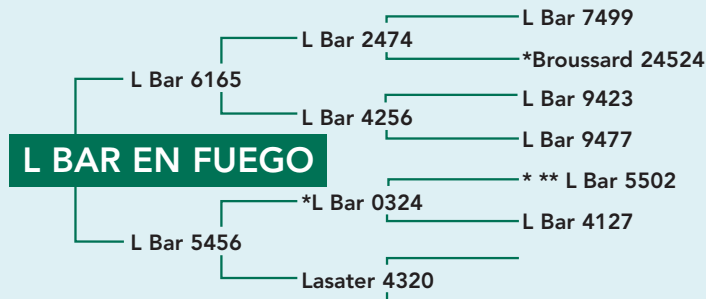 L Bar 7499
L Bar 2474
*Broussard 24524
L Bar 6165
L Bar 9423
L Bar 4256
L Bar 9477
L BAR EN FUEGO
* ** L Bar 5502
*L Bar 0324
L Bar 4127
L Bar 5456
Lasater 4320